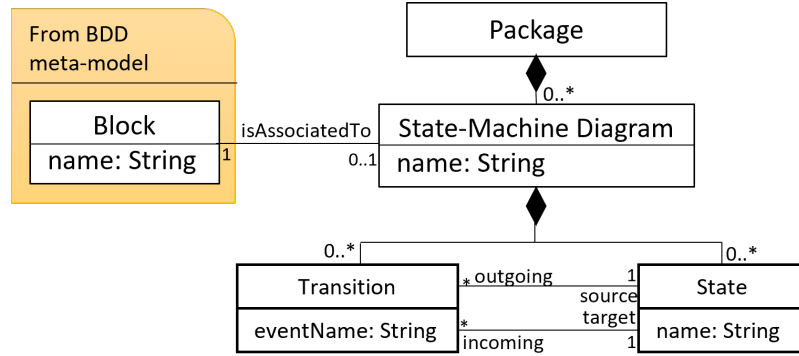 From BDD
meta-model
Package
0..*
Block
name: String
1
isAssociatedTo
0..1
State-Machine Diagram
name: String
0..*
0..*
Transition
eventName: String
* outgoing
1
source
target
* 
incoming
1
State
name: String